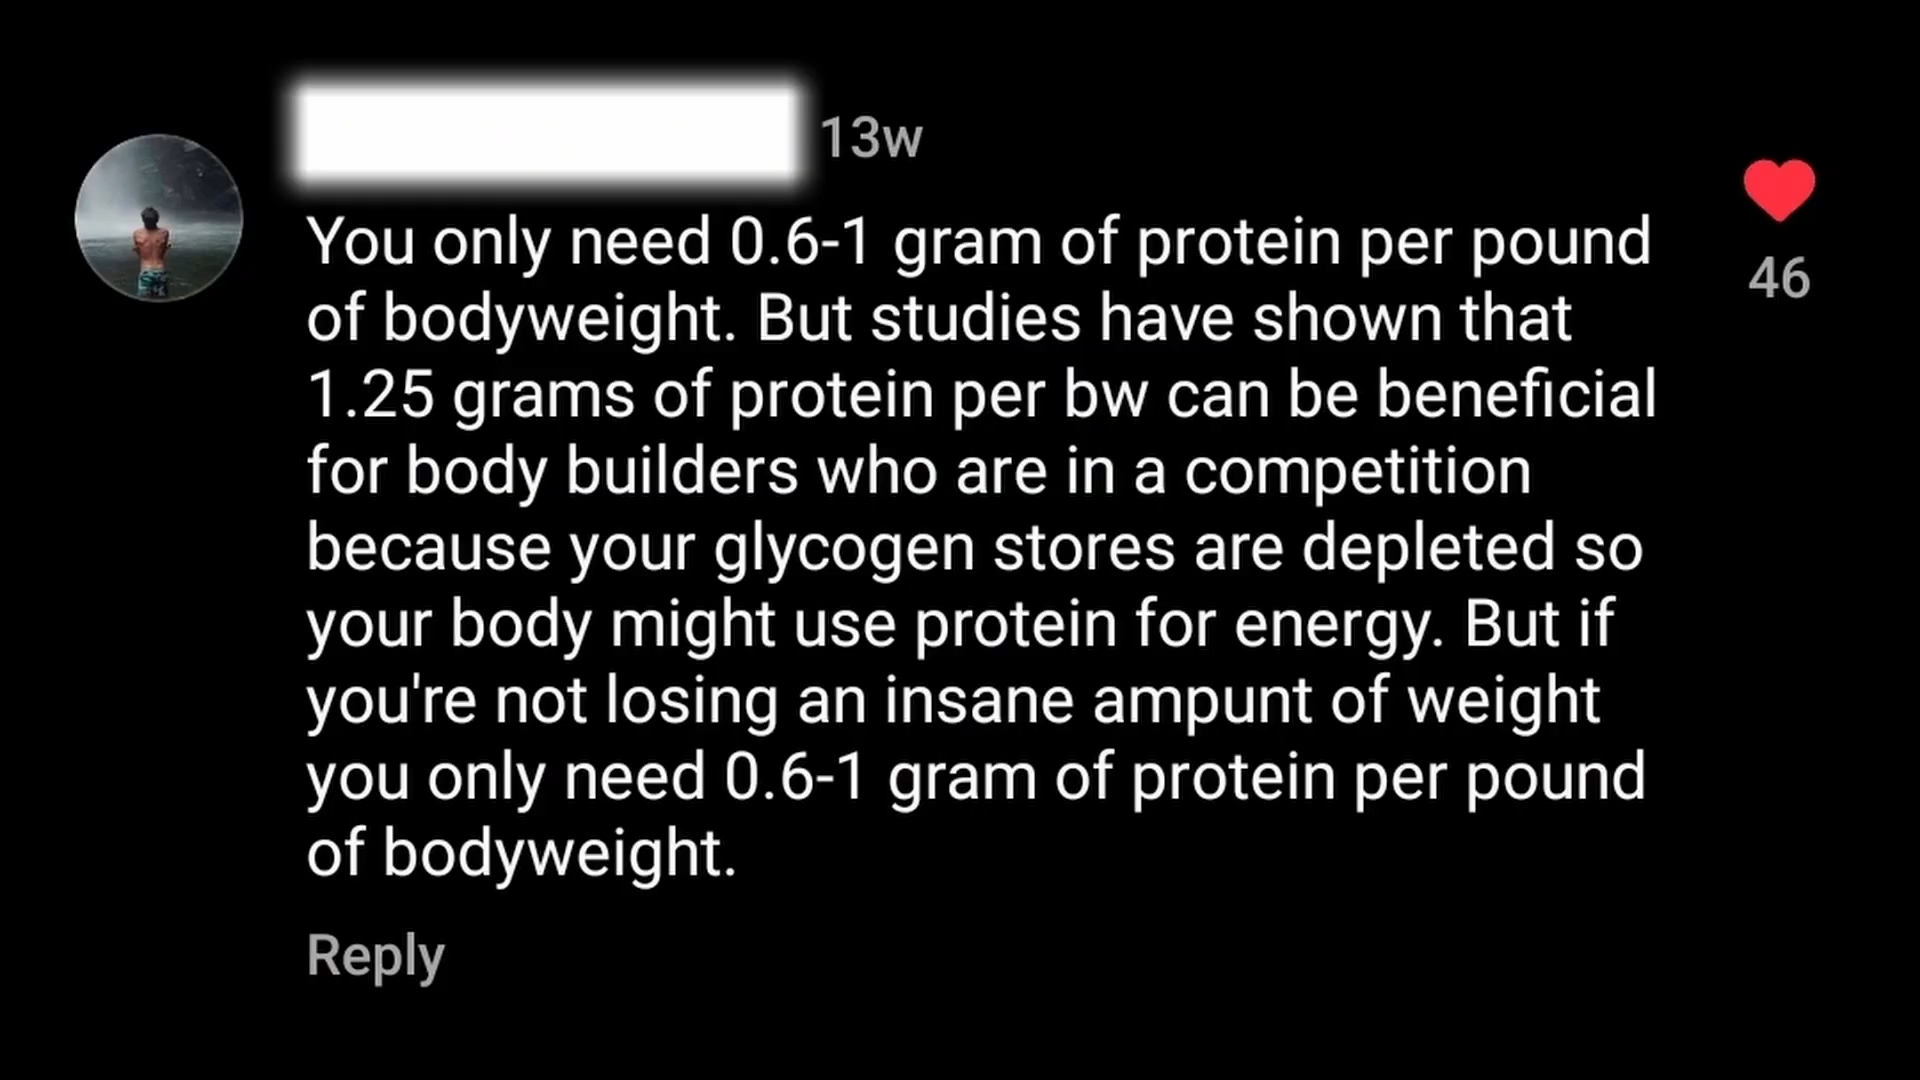 13w
You only need 0.6-1 gram of protein per pound
of bodyweight. But studies have shown that
1.25 grams of protein per bw can be beneficial
for body builders who are in a competition
because your glycogen stores are depleted so
your body might use protein for energy. But if
you're not losing an insane ampunt of weight
you only need 0.6-1 gram of protein per pound
of bodyweight.
46
Reply